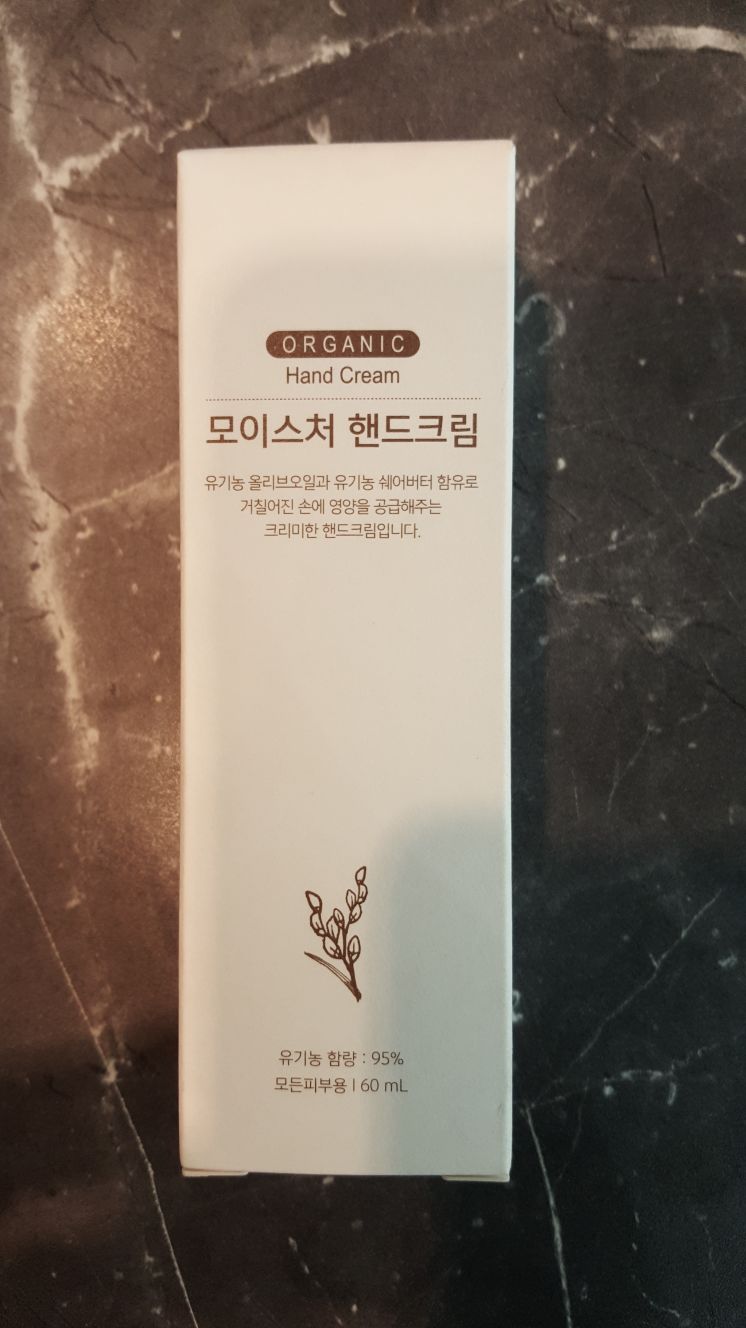 ORGANIC
Hand Cream
모이스처 핸드크림
유기농 올리브오일과 유기농 쉐어버터 함유로
거칠어진 손에 영양을 공급해주는
크리미한 핸드크림입니다.
유기농 함량 : 95%
모든피부용 l 60 mL